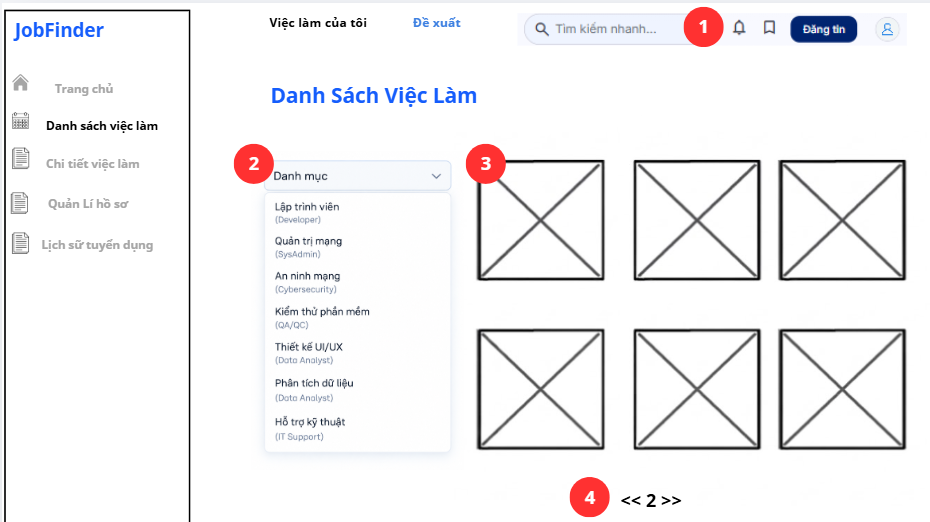 JobFinder
Trang chủ
Danh sách việc làm
Chi tiết việc làm
Quản Lí hồ sơ
Lịch sữ tuyển dụng
Việc làm của tôi
Đề xuất
Tìm kiếm nhanh...
1
Đăng tin
Danh Sách Việc Làm
2
Danh mục
Lập trình viên
(Developer)
Quản trị mạng
(SysAdmin)
An ninh mạng
(Cybersecurity)
Kiểm thử phần mềm
(QA/QC)
Thiết kế UI/UX
(Data Analyst)
Phân tích dữ liệu
(Data Analyst)
Hỗ trợ kỹ thuật
(IT Support)
3
4
<< 2 >>